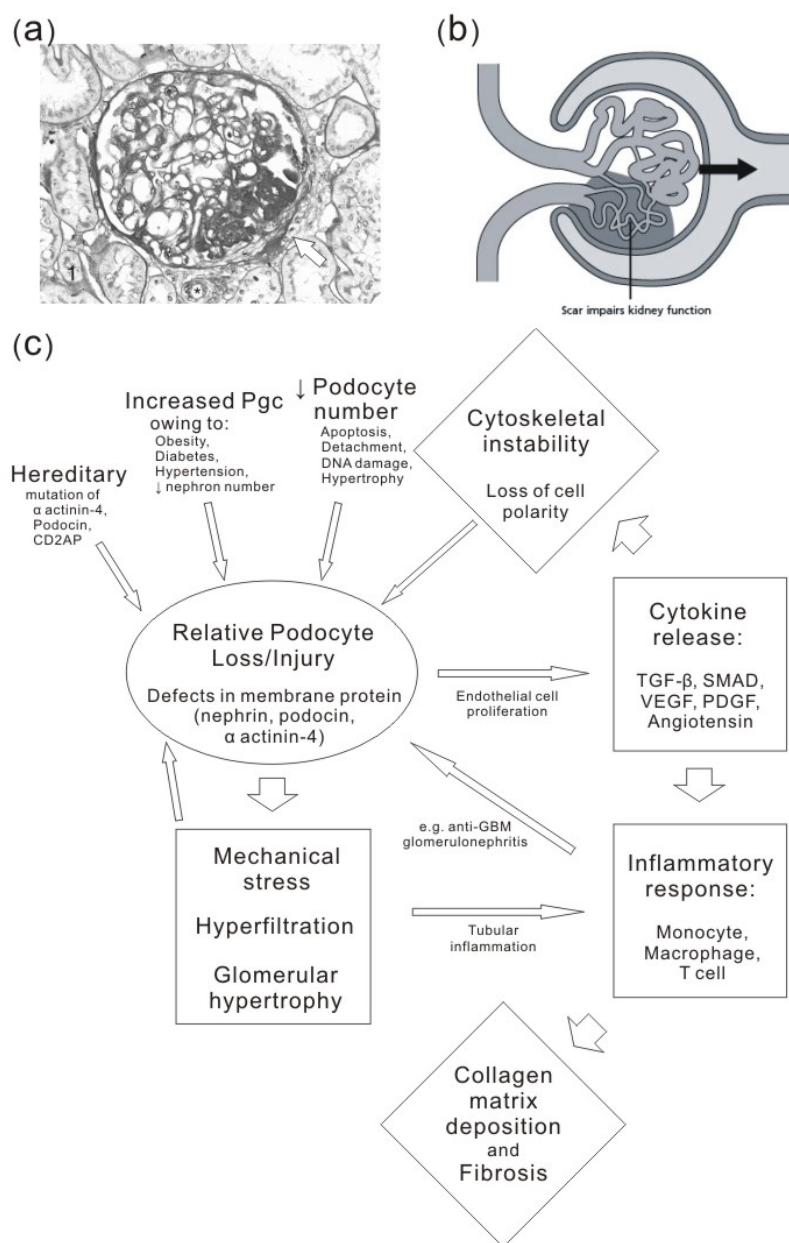 (a)
(b)
1
*
Scar impairs kidney function
(c)
Hereditary
mutation of
α actinin-4,
Podocin,
CD2AP
Increased Pgc
owing to:
Obesity,
Diabetes,
Hypertension,
↓ nephron number
↓ Podocyte
number
Apoptosis,
Detachment,
DNA damage,
Hypertrophy
Cytoskeletal
instability
Loss of cell
polarity
Relative Podocyte
Loss/Injury
Defects in membrane protein
(nephrin, podocin,
α actinin-4)
Endothelial cell
proliferation
Cytokine
release:
TGF-β, SMAD,
VEGF, PDGF,
Angiotensin
Mechanical
stress
Hyperfiltration
Glomerular
hypertrophy
e.g. anti-GBM
glomerulonephritis
Tubular
inflammation
Inflammatory
response:
Monocyte,
Macrophage,
T cell
Collagen
matrix
deposition
and
Fibrosis